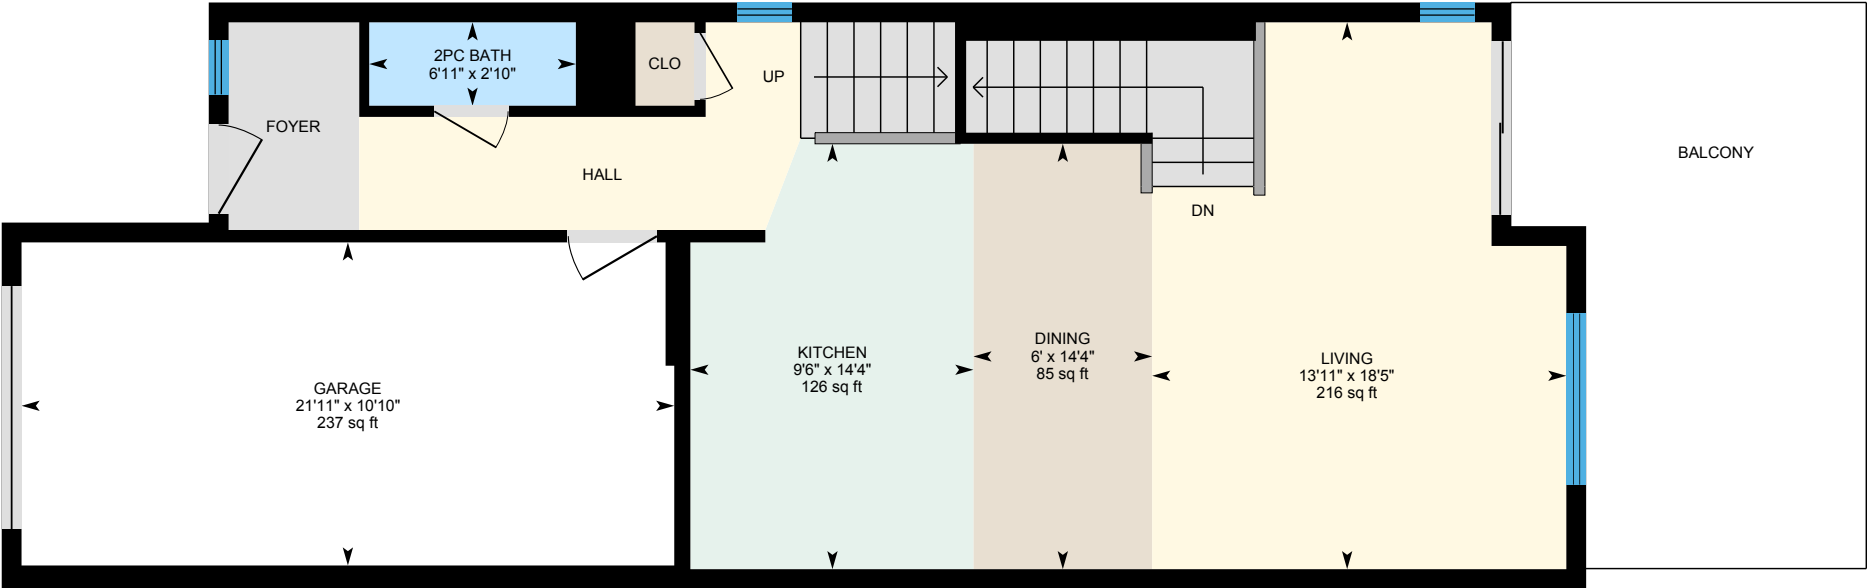 2PC BATH
6'11" x 2'10"
CLO
UP
FOYER
HALL
BALCONY
DN
KITCHEN
9'6" x 14'4"
126 sq ft
DINING
6' x 14'4"
85 sq ft
LIVING
13'11" x 18'5"
216 sq ft
GARAGE
21'11" x 10'10"
237 sq ft